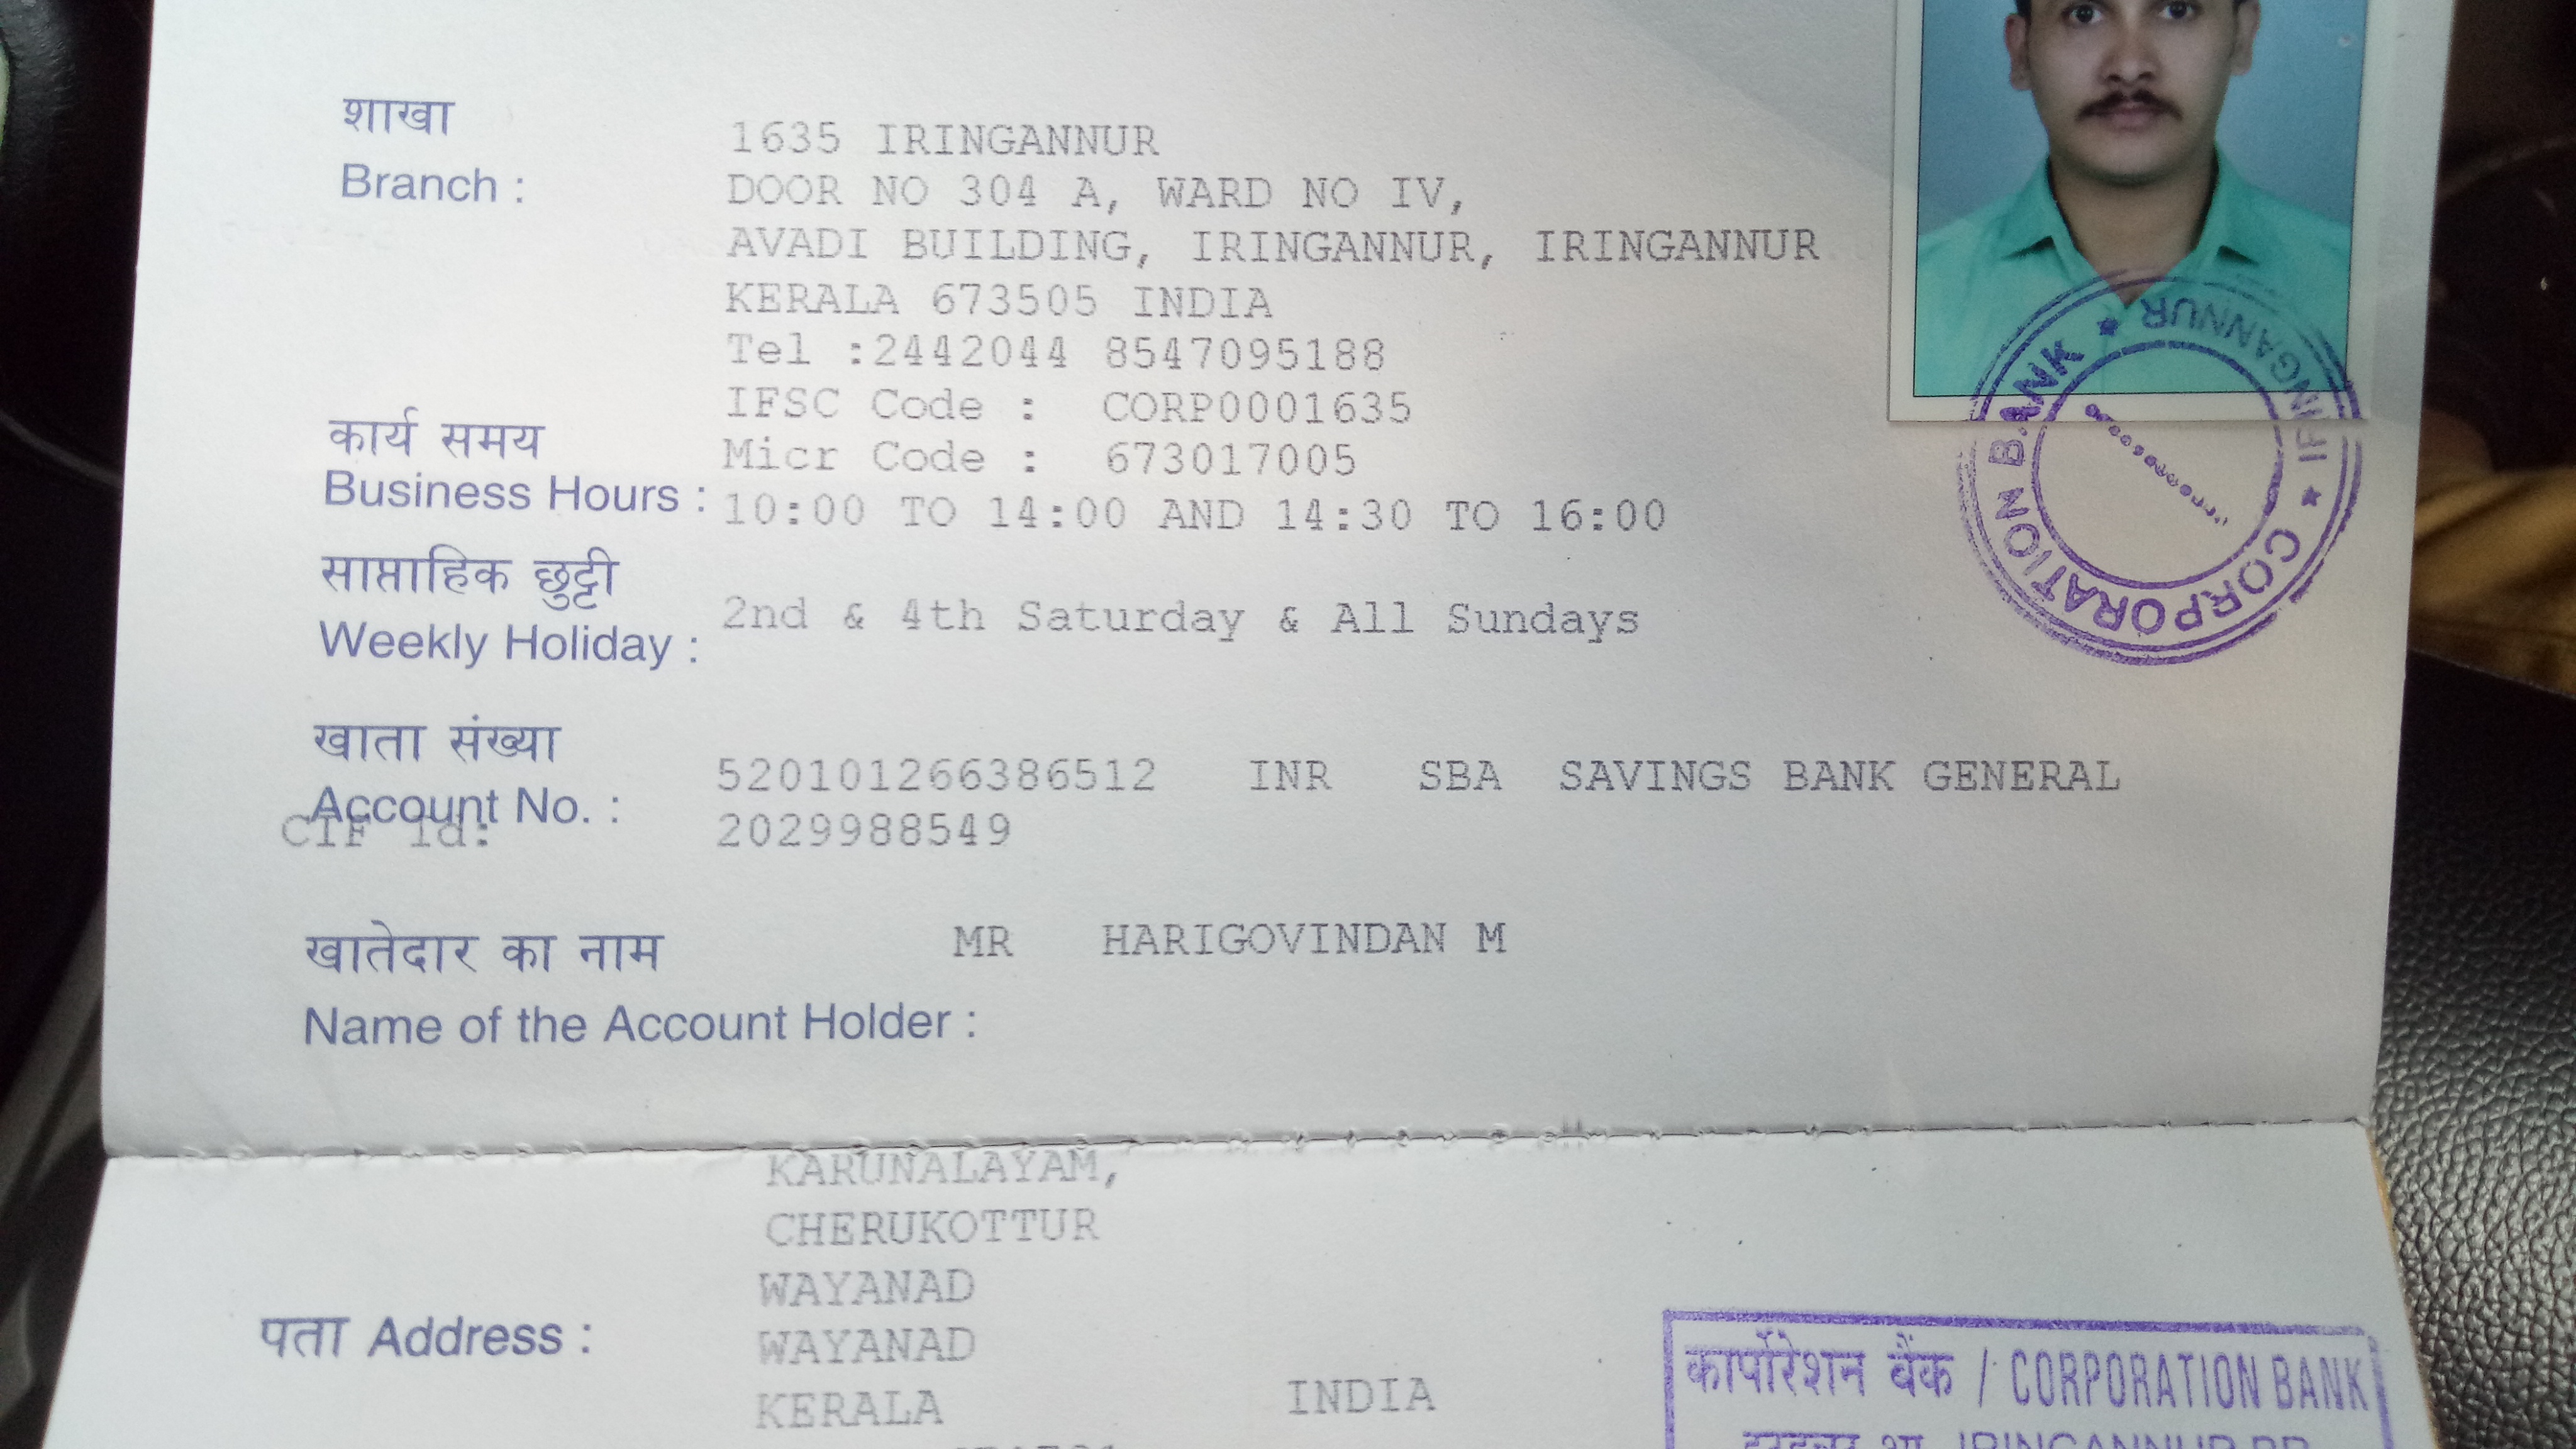 शाखा
Branch :
1635 IRINGANNUR
DOOR NO 304 A, WARD NO IV,
AVADI BUILDING, IRINGANNUR, IRINGANNUR
KERALA 673505 INDIA
Tel :2442044 8547095188
IFSC Code : CORP0001635
Micr Code : 673017005
कार्य समय
Business Hours : 10:00 TO 14:00 AND 14:30 TO 16:00
साप्ताहिक छुट्टी
Weekly Holiday : 2nd & 4th Saturday & All Sundays
खाता संख्या
Account No. : 520101266386512 INR SBA SAVINGS BANK GENERAL
CIF id: 2029988549
खातेदार का नाम
MR HARIGOVINDAN M
Name of the Account Holder :
KARUNALAYAM,
CHERUKOTTUR
WAYANAD
पता Address :
WAYANAD
KERALA INDIA
CORPORATION BANK * IRINGANNUR *
कार्पोरेशन बैंक / CORPORATION BANK
IRINGANNUR BR